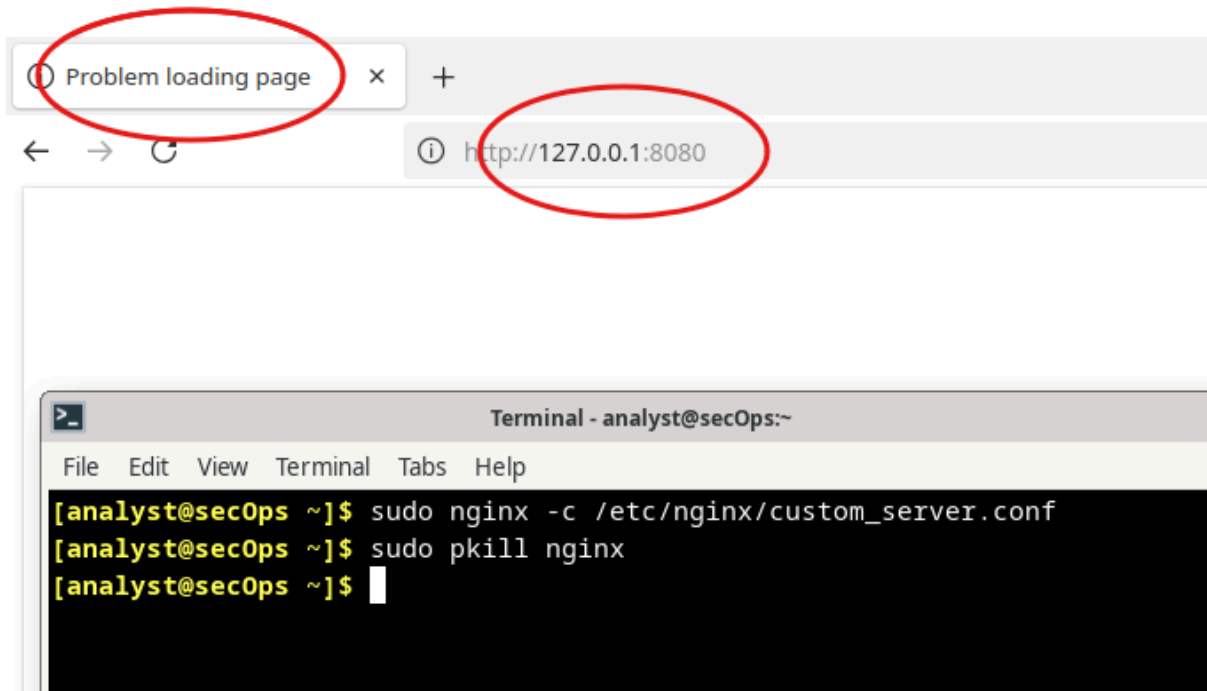 Problem loading page
http://127.0.0.1:8080
Terminal - analyst@secOps:~
File Edit View Terminal Tabs Help
[analyst@secOps ~]$ sudo nginx -c /etc/nginx/custom_server.conf
[analyst@secOps ~]$ sudo pkill nginx
[analyst@secOps ~]$